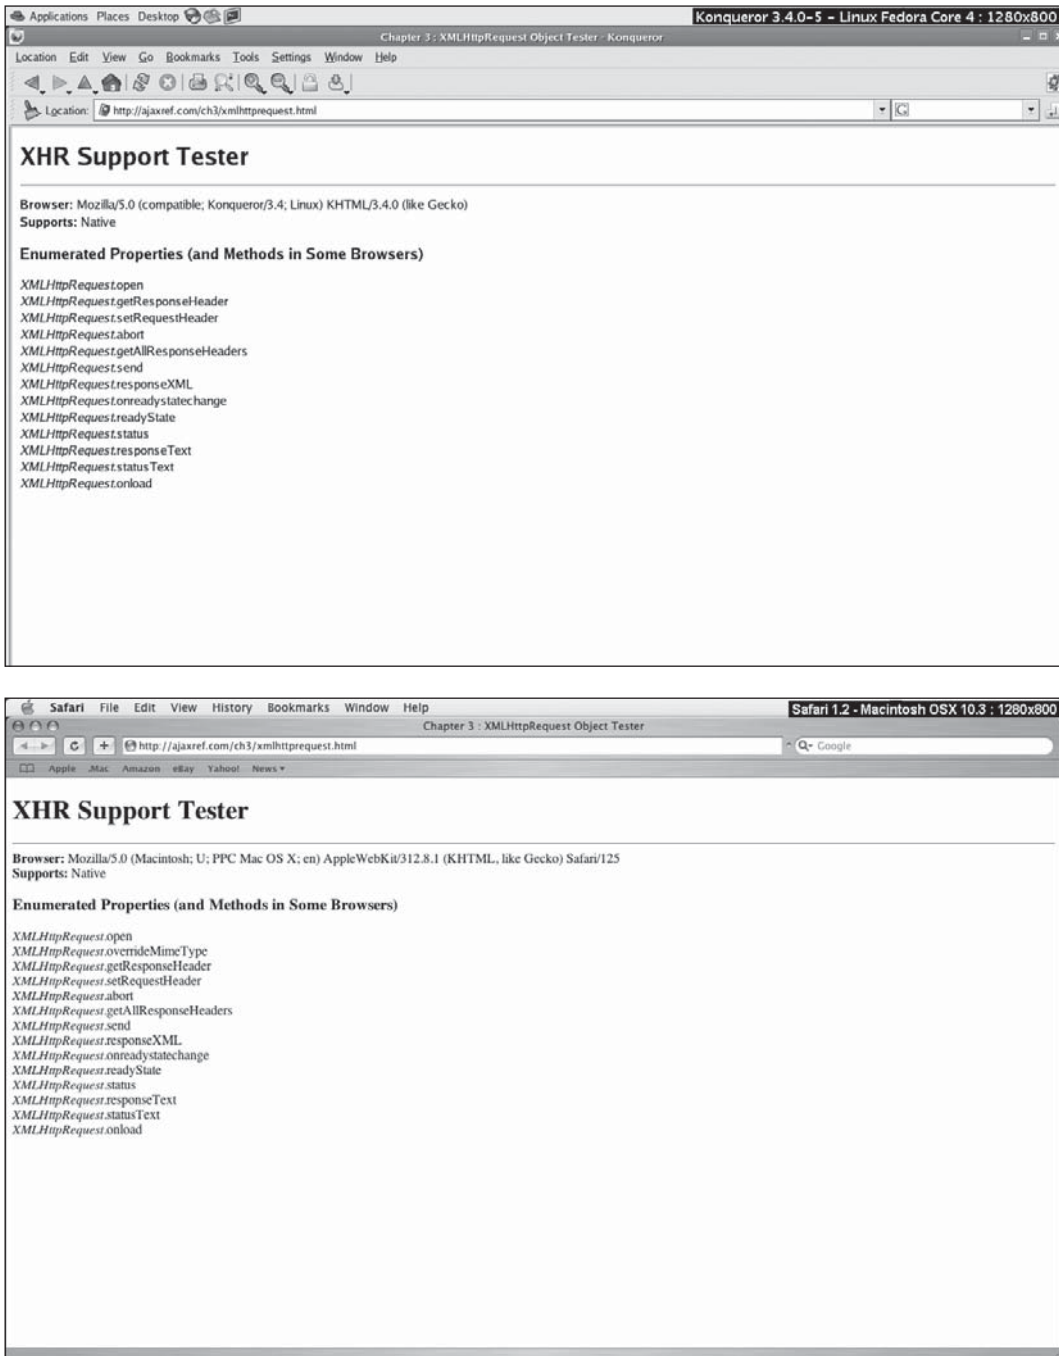 Applications Places Desktop
Konqueror 3.4.0-5 - Linux Fedora Core 4 : 1280x800
Chapter 3 : XMLHttpRequest Object Tester - Konqueror
Location Edit View Go Bookmarks Tools Settings Window Help
Location: http://ajaxref.com/ch3/xmlhttprequest.html
XHR Support Tester
Browser: Mozilla/5.0 (compatible; Konqueror/3.4; Linux) KHTML/3.4.0 (like Gecko)
Supports: Native
Enumerated Properties (and Methods in Some Browsers)
XMLHttpRequest.open
XMLHttpRequest.getResponseHeader
XMLHttpRequest.setRequestHeader
XMLHttpRequest.abort
XMLHttpRequest.getAllResponseHeaders
XMLHttpRequest.send
XMLHttpRequest.responseXML
XMLHttpRequest.onreadystatechange
XMLHttpRequest.readyState
XMLHttpRequest.status
XMLHttpRequest.responseText
XMLHttpRequest.statusText
XMLHttpRequest.onload
Safari File Edit View History Bookmarks Window Help
Safari 1.2 - Macintosh OSX 10.3 : 1280x800
Chapter 3 : XMLHttpRequest Object Tester
http://ajaxref.com/ch3/xmlhttprequest.html
Google
Apple .Mac Amazon eBay Yahoo! News
XHR Support Tester
Browser: Mozilla/5.0 (Macintosh; U; PPC Mac OS X; en) AppleWebKit/312.8.1 (KHTML, like Gecko) Safari/125
Supports: Native
Enumerated Properties (and Methods in Some Browsers)
XMLHttpRequest.open
XMLHttpRequest.overrideMimeType
XMLHttpRequest.getResponseHeader
XMLHttpRequest.setRequestHeader
XMLHttpRequest.abort
XMLHttpRequest.getAllResponseHeaders
XMLHttpRequest.send
XMLHttpRequest.responseXML
XMLHttpRequest.onreadystatechange
XMLHttpRequest.readyState
XMLHttpRequest.status
XMLHttpRequest.responseText
XMLHttpRequest.statusText
XMLHttpRequest.onload